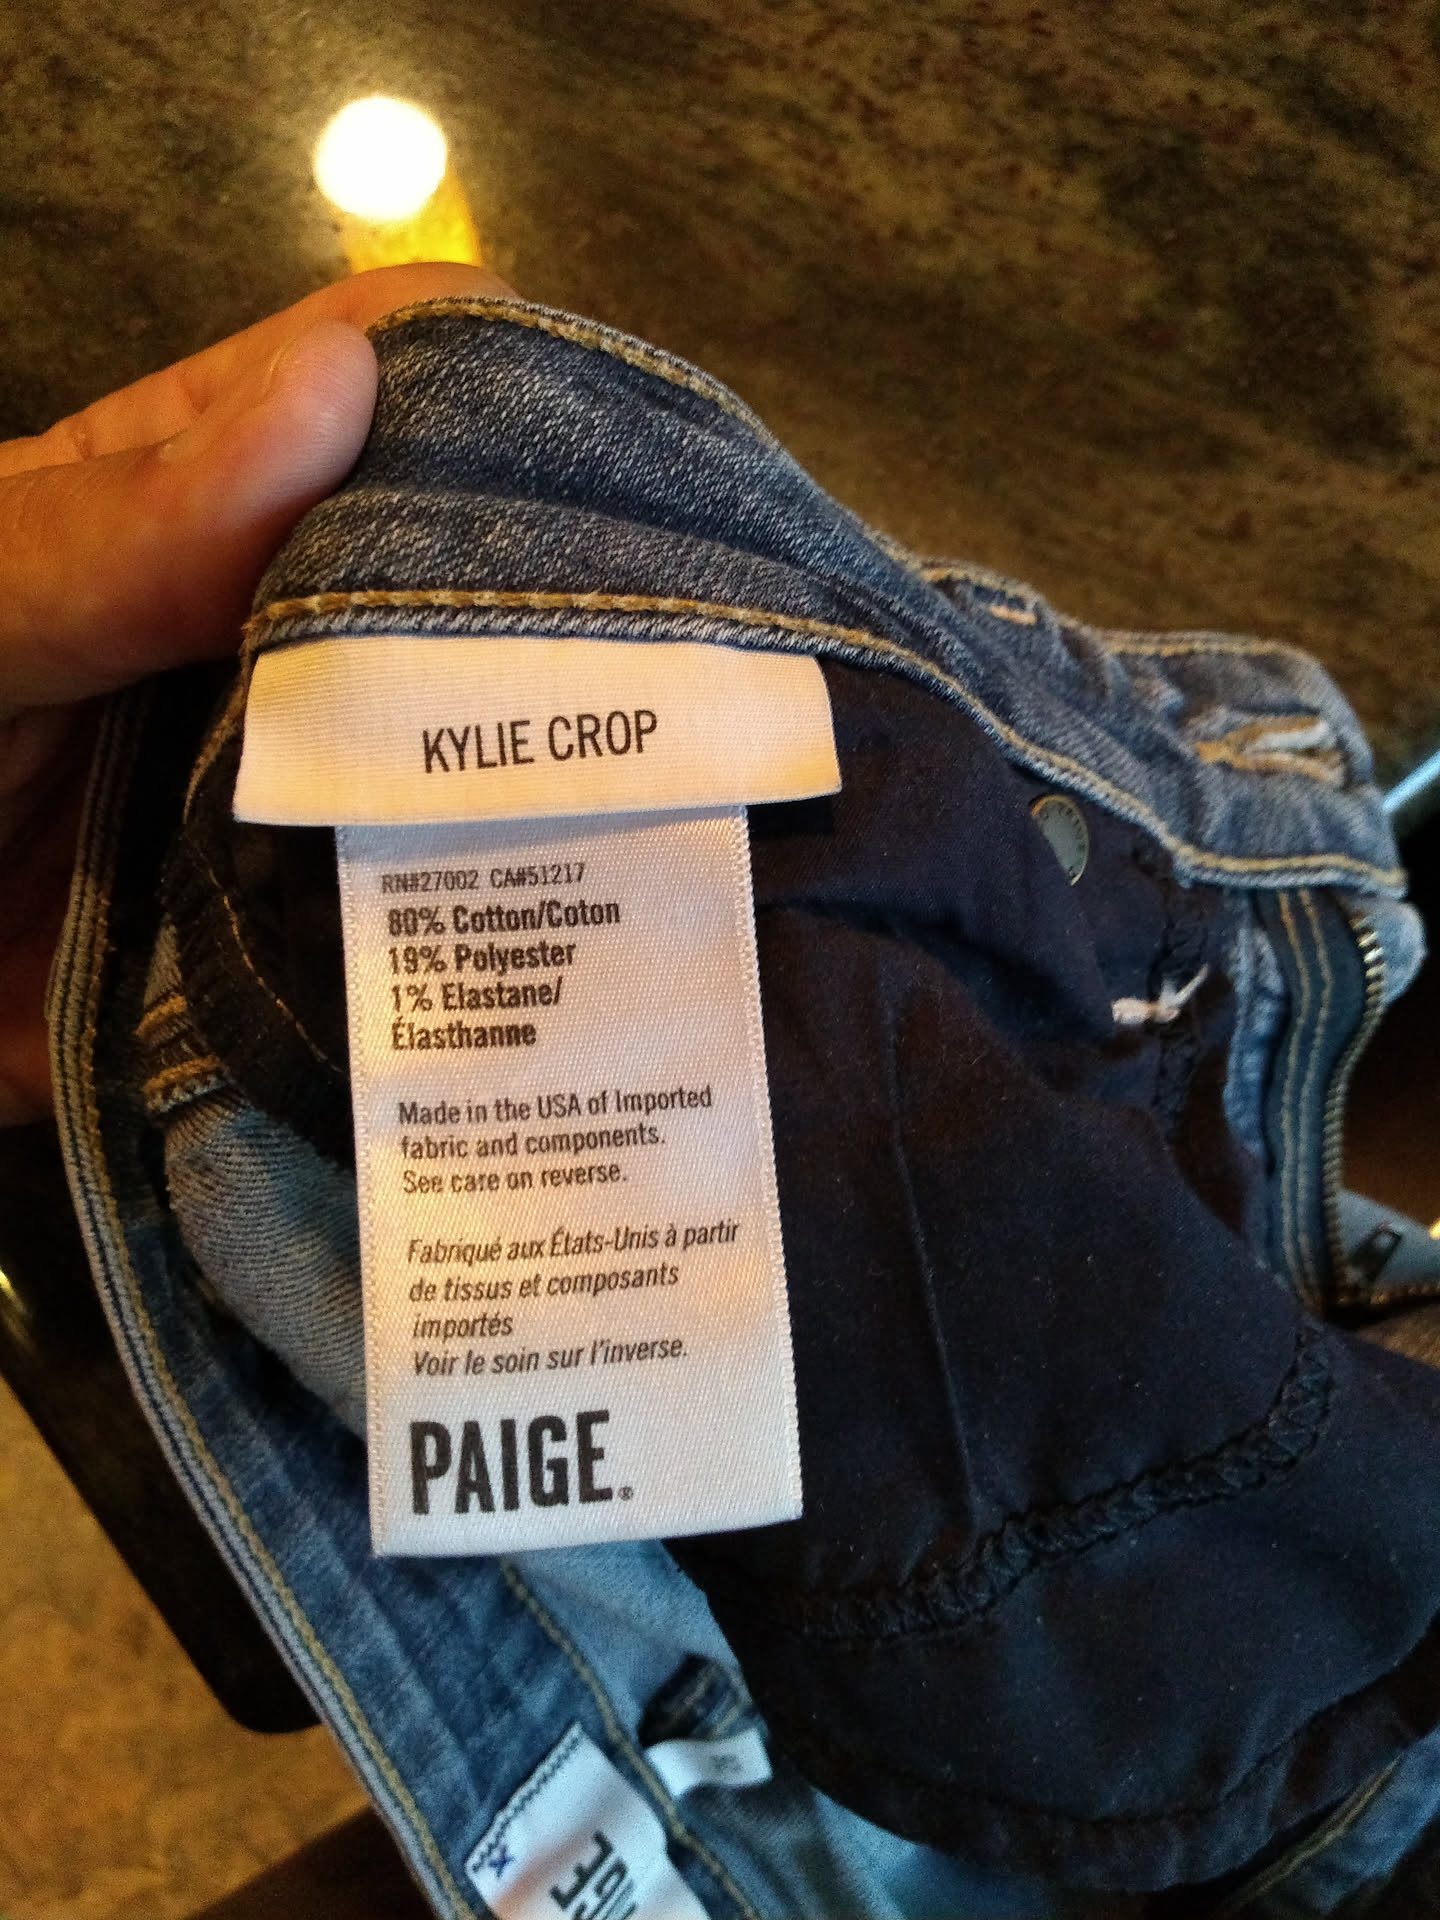 KYLIE CROP
RN#27002 CA#51217
80% Cotton/Coton
19% Polyester
1% Elastane/
Élasthanne
Made in the USA of Imported
fabric and components.
See care on reverse.
Fabriqué aux États-Unis à partir
de tissus et composants
importés
Voir le soin sur l'inverse.
PAIGE®